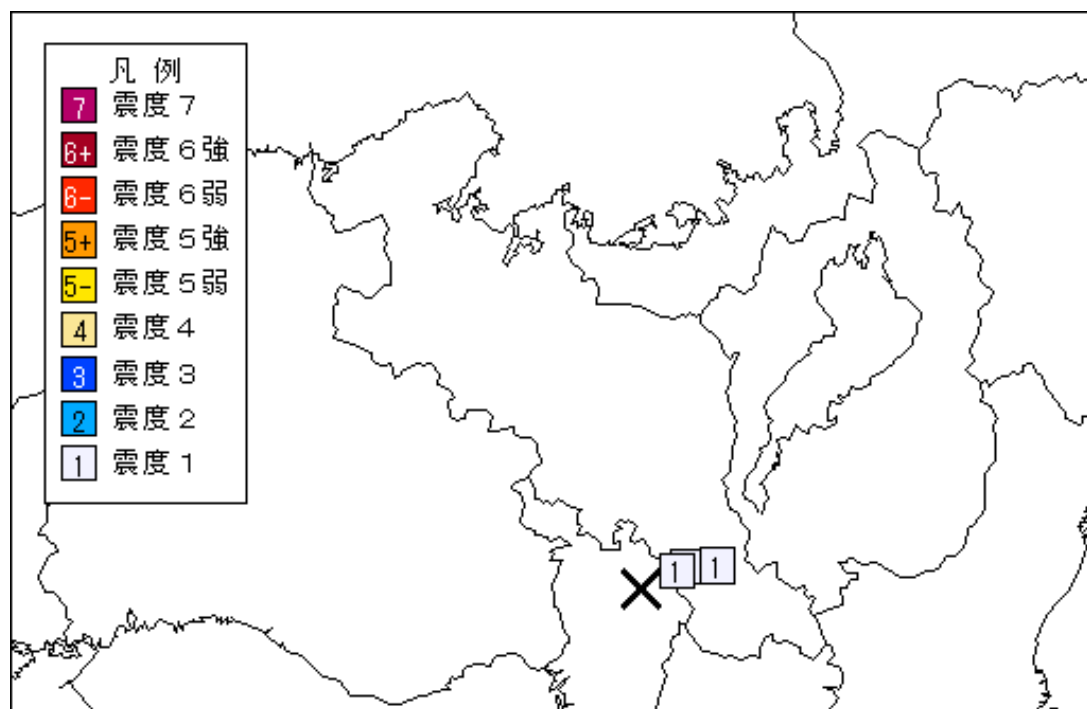 凡 例
7 震度７
6+ 震度６強
6- 震度６弱
5+ 震度５強
5- 震度５弱
4 震度４
3 震度３
2 震度２
1 震度１
1 1